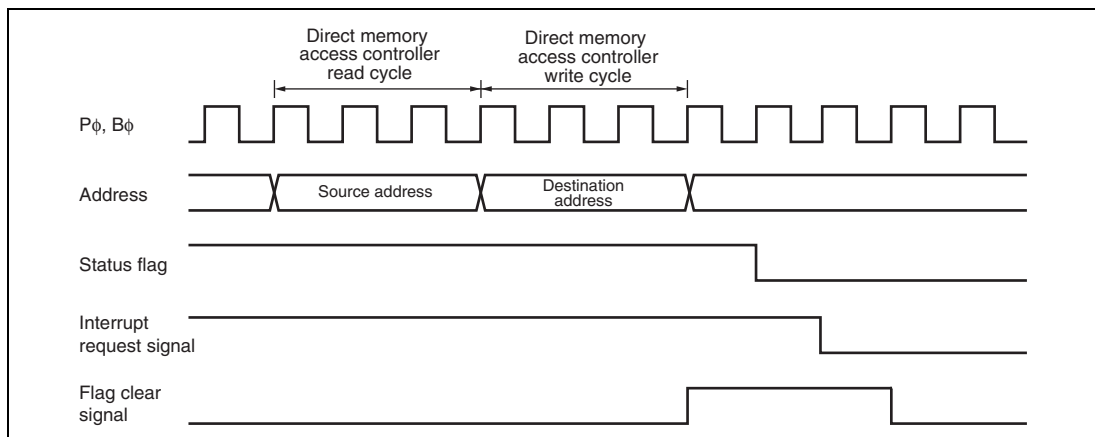 Direct memory
access controller
read cycle
Direct memory
access controller
write cycle
Pϕ, Bϕ
Address
Source address
Destination
address
Status flag
Interrupt
request signal
Flag clear
signal